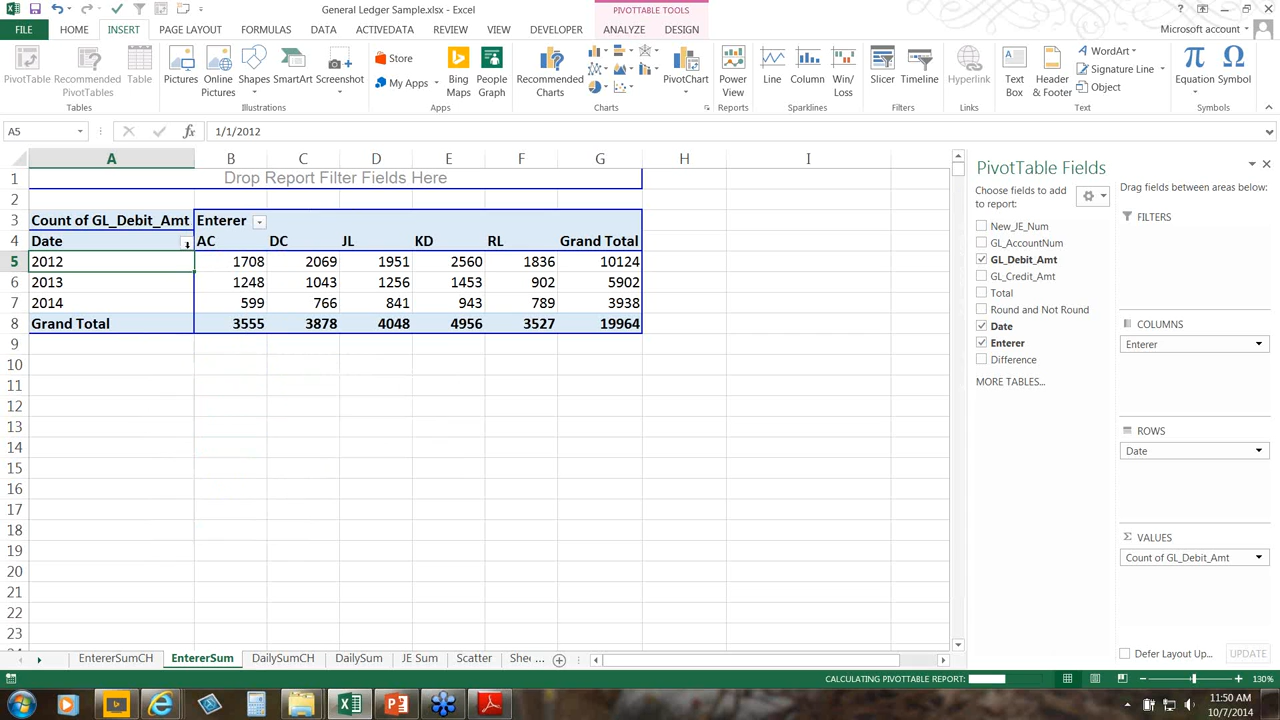 General Ledger Sample.xlsx - Excel
PIVOTTABLE TOOLS
FILE HOME INSERT PAGE LAYOUT FORMULAS DATA ACTIVEDATA REVIEW VIEW DEVELOPER ANALYZE DESIGN Microsoft account
PivotTable
Recommended
PivotTables
Table
Tables
Pictures
Online
Pictures
Shapes
SmartArt
Screenshot
Illustrations
Store
My Apps
Bing
Maps
People
Graph
Apps
Recommended
Charts
PivotChart
Charts
Power
View
Reports
Line
Column
Win/
Loss
Sparklines
Slicer
Timeline
Filters
Hyperlink
Links
Text
Box
Header
& Footer
WordArt
Signature Line
Object
Text
Equation
Symbol
Symbols
A5 fx 1/1/2012
A B C D E F G H I
1 Drop Report Filter Fields Here
2
3 Count of GL_Debit_Amt Enterer
4 Date AC DC JL KD RL Grand Total
5 2012 1708 2069 1951 2560 1836 10124
6 2013 1248 1043 1256 1453 902 5902
7 2014 599 766 841 943 789 3938
8 Grand Total 3555 3878 4048 4956 3527 19964
9
10
11
12
13
14
15
16
17
18
19
20
21
22
23
PivotTable Fields
Choose fields to add
to report:
New_JE_Num
GL_AccountNum
GL_Debit_Amt
GL_Credit_Amt
Total
Round and Not Round
Date
Enterer
Difference
MORE TABLES...
Drag fields between areas below:
FILTERS
COLUMNS
Enterer
ROWS
Date
Σ VALUES
Count of GL_Debit_Amt
Defer Layout Up... UPDATE
EntererSumCH EntererSum DailySumCH DailySum JE Sum Scatter Shee ...
CALCULATING PIVOTTABLE REPORT: 130%
11:50 AM
10/7/2014